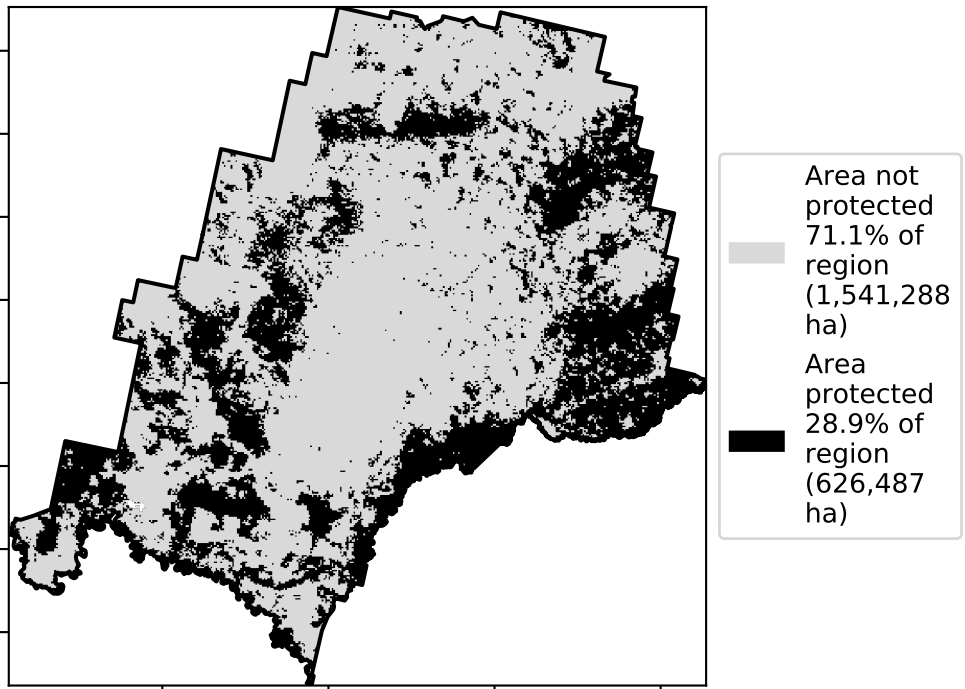 Area not
protected
71.1% of
region
(1,541,288
ha)
Area
protected
28.9% of
region
(626,487
ha)